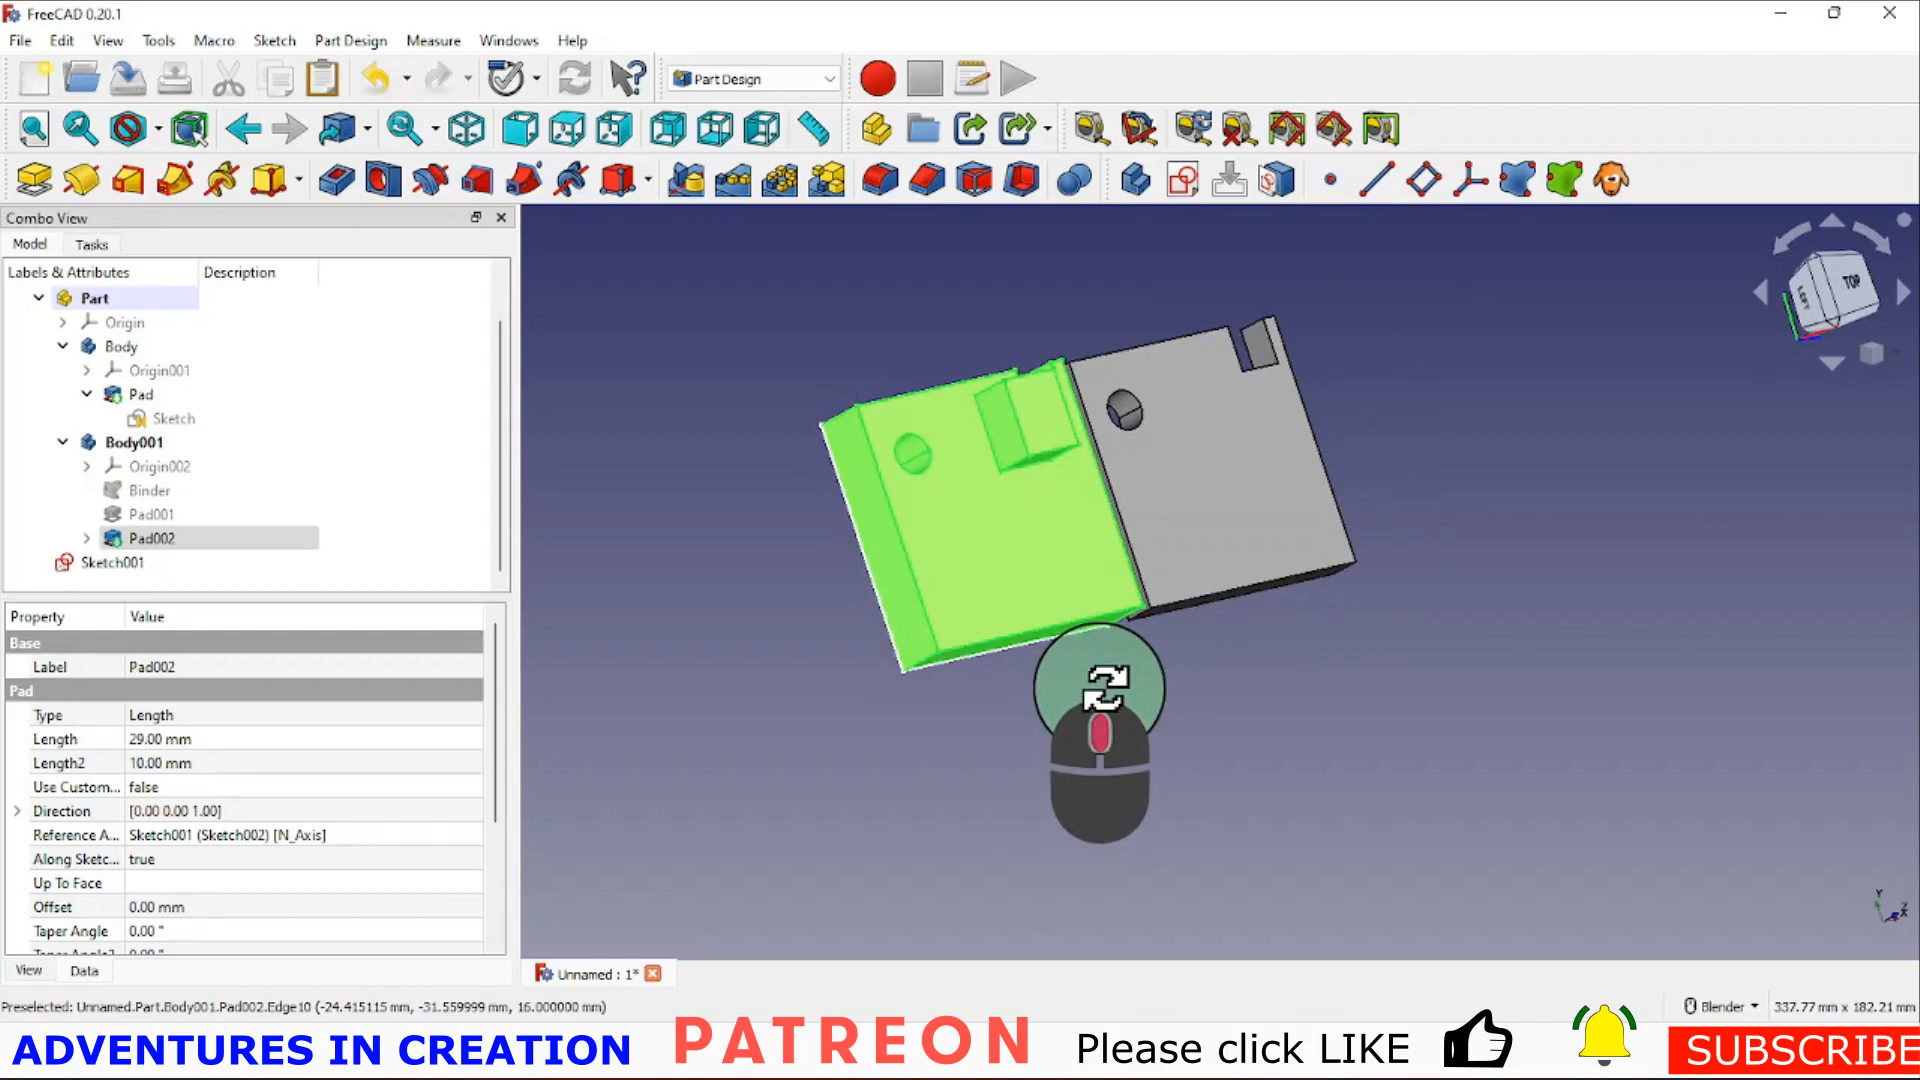 FreeCAD 0.20.1
File Edit View Tools Macro Sketch Part Design Measure Windows Help
Part Design
Combo View
Model Tasks
Labels & Attributes Description
Part
Origin
Body
Origin001
Pad
Sketch
Body001
Origin002
Binder
Pad001
Pad002
Sketch001
Property Value
Base
Label Pad002
Pad
Type Length
Length 29.00 mm
Length2 10.00 mm
Use Custom... false
Direction [0.00 0.00 1.00]
Reference A... Sketch001 (Sketch002) [N_Axis]
Along Sketc... true
Up To Face
Offset 0.00 mm
Taper Angle 0.00 °
View Data
LEFT TOP
Y
Z
Unnamed : 1*
Preselected: Unnamed.Part.Body001.Pad002.Edge10 (-24.415115 mm, -31.559999 mm, 16.000000 mm)
Blender 337.77 mm x 182.21 mm
ADVENTURES IN CREATION PATREON Please click LIKE SUBSCRIBE